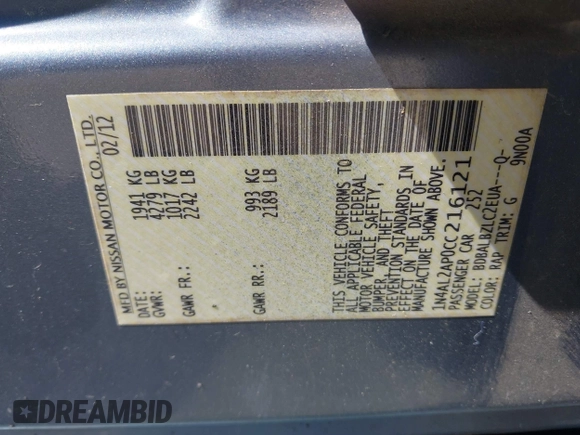 MFD BY NISSAN MOTOR CO., LTD.
DATE: 02/12
GVWR: 1941 KG
4279 LB
GAWR FR.: 1017 KG
2242 LB
GAWR RR.: 993 KG
2189 LB
THIS VEHICLE CONFORMS TO
ALL APPLICABLE FEDERAL
MOTOR VEHICLE SAFETY,
BUMPER, AND THEFT
PREVENTION STANDARDS IN
EFFECT ON THE DATE OF
MANUFACTURE SHOWN ABOVE.
1N4AL2AP0CC216121
PASSENGER CAR 252
MODEL: BDBALBZLC2EUA----Q-
COLOR: RAP TRIM: G 9N00A
DREAMBID